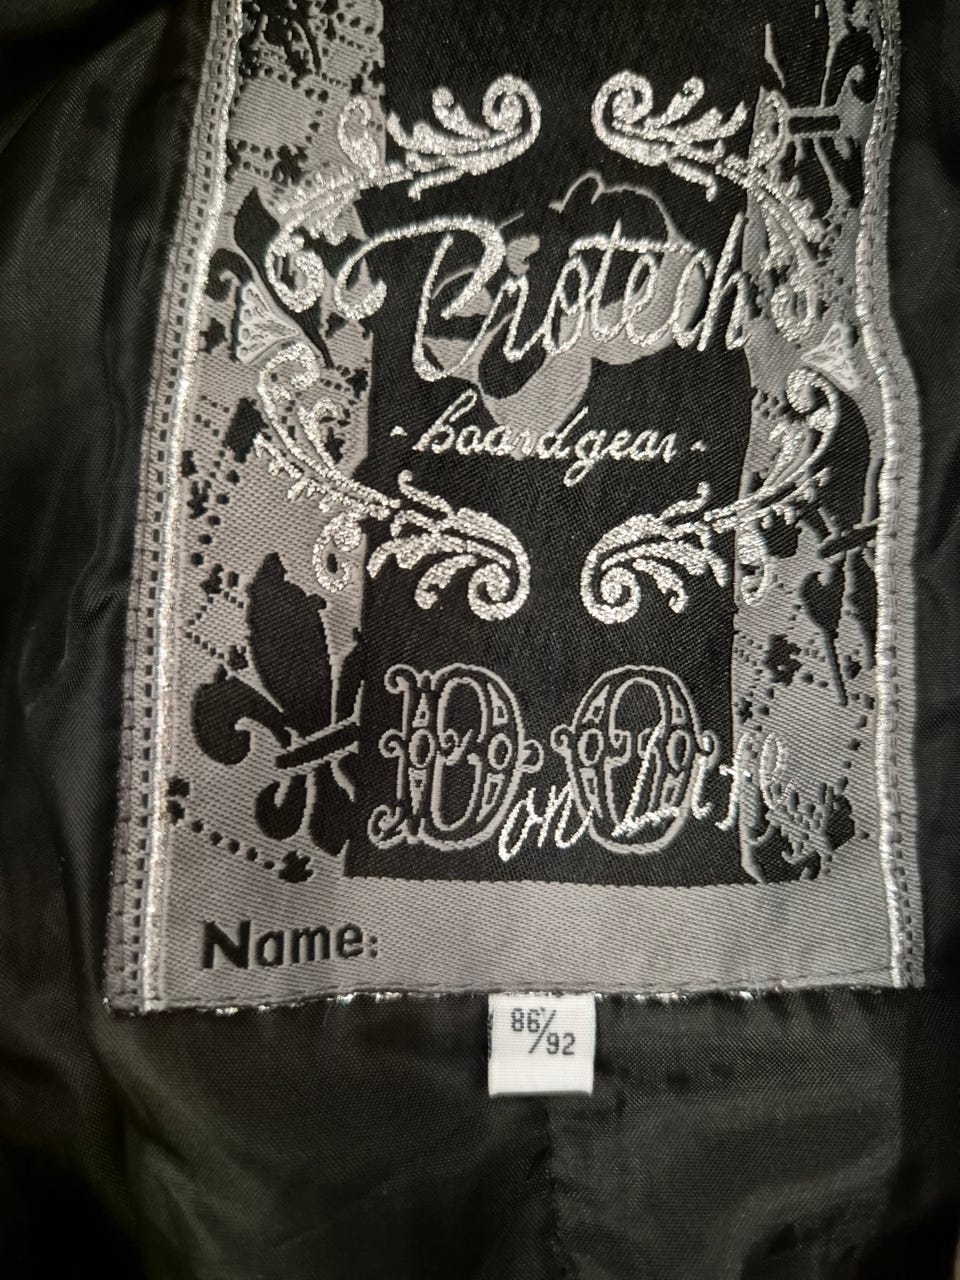 Biotech
-boardgear-
Name:
86/92